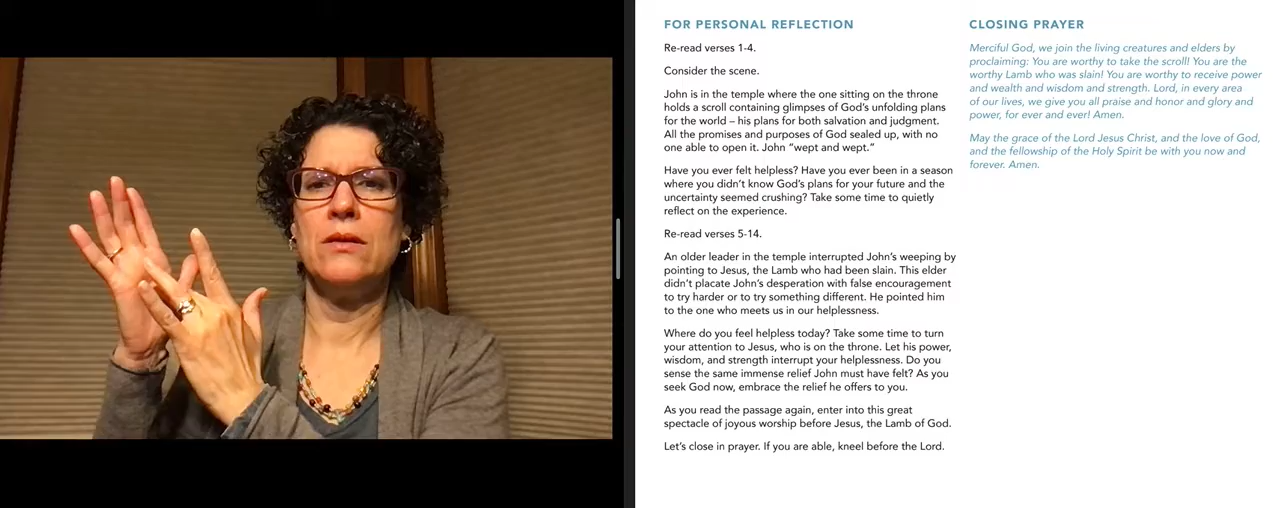 FOR PERSONAL REFLECTION
Re-read verses 1-4.
Consider the scene.
John is in the temple where the one sitting on the throne
holds a scroll containing glimpses of God’s unfolding plans
for the world – his plans for both salvation and judgment.
All the promises and purposes of God sealed up, with no
one able to open it. John “wept and wept.”
Have you ever felt helpless? Have you ever been in a season
where you didn’t know God’s plans for your future and the
uncertainty seemed crushing? Take some time to quietly
reflect on the experience.
Re-read verses 5-14.
An older leader in the temple interrupted John’s weeping by
pointing to Jesus, the Lamb who had been slain. This elder
didn’t placate John’s desperation with false encouragement
to try harder or to try something different. He pointed him
to the one who meets us in our helplessness.
Where do you feel helpless today? Take some time to turn
your attention to Jesus, who is on the throne. Let his power,
wisdom, and strength interrupt your helplessness. Do you
sense the same immense relief John must have felt? As you
seek God now, embrace the relief he offers to you.
As you read the passage again, enter into this great
spectacle of joyous worship before Jesus, the Lamb of God.
Let’s close in prayer. If you are able, kneel before the Lord.
CLOSING PRAYER
Merciful God, we join the living creatures and elders by
proclaiming: You are worthy to take the scroll! You are the
worthy Lamb who was slain! You are worthy to receive power
and wealth and wisdom and strength. Lord, in every area
of our lives, we give you all praise and honor and glory and
power, for ever and ever! Amen.
May the grace of the Lord Jesus Christ, and the love of God,
and the fellowship of the Holy Spirit be with you now and
forever. Amen.